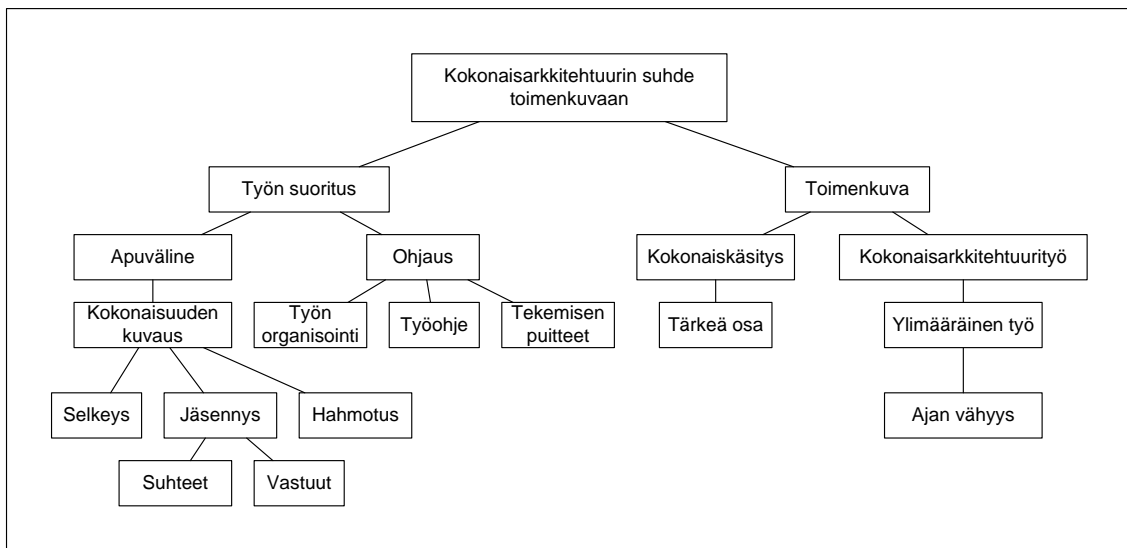 Kokonaisarkkitehtuurin suhde
toimenkuvaan
Työn suoritus
Toimenkuva
Apuväline
Ohjaus
Kokonaiskäsitys
Kokonaisarkkitehtuurityö
Kokonaisuuden
kuvaus
Työn
organisointi
Työohje
Tekemisen
puitteet
Tärkeä osa
Ylimääräinen työ
Selkeys
Jäsennys
Hahmotus
Ajan vähyys
Suhteet
Vastuut